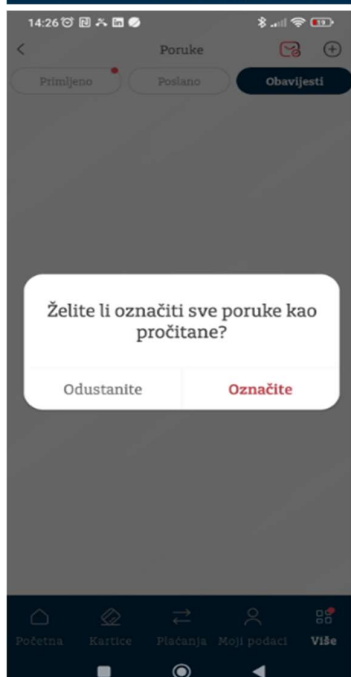 14:26
Poruke
Primljeno
Poslano
Obavijesti
Želite li označiti sve poruke kao
pročitane?
Odustanite
Označite
Početna
Kartice
Plaćanja
Moji podaci
Više